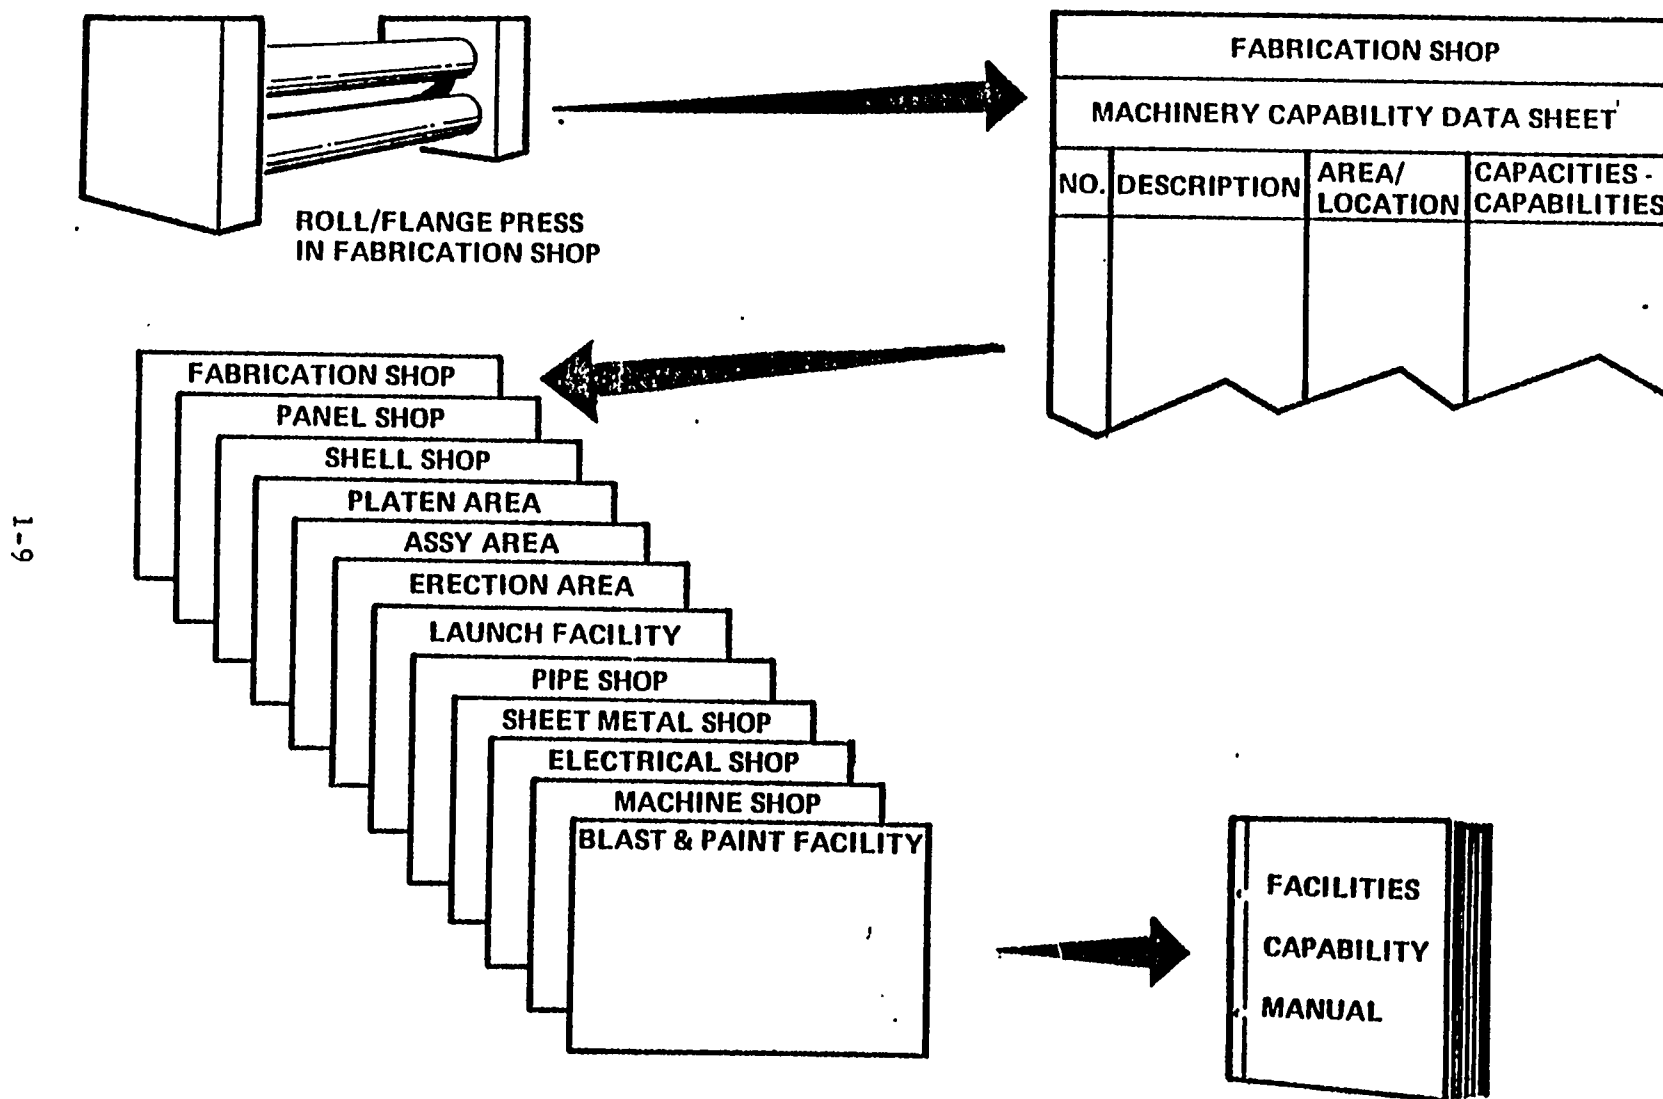 FABRICATION SHOP
MACHINERY CAPABILITY DATA SHEET
NO.
DESCRIPTION
AREA/
LOCATION
CAPACITIES -
CAPABILITIES
ROLL/FLANGE PRESS
IN FABRICATION SHOP
FABRICATION SHOP
PANEL SHOP
SHELL SHOP
PLATEN AREA
ASSY AREA
ERECTION AREA
LAUNCH FACILITY
PIPE SHOP
SHEET METAL SHOP
ELECTRICAL SHOP
MACHINE SHOP
BLAST & PAINT FACILITY
FACILITIES
CAPABILITY
MANUAL
1-9